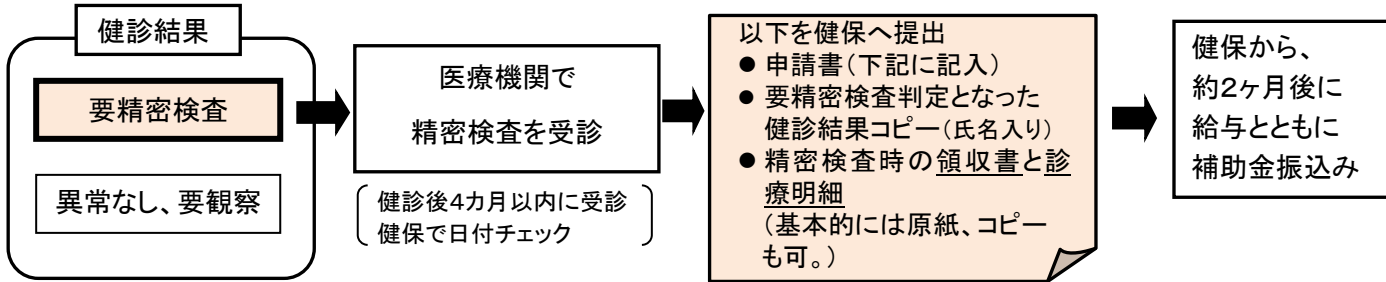 健診結果
要精密検査
異常なし、要観察
医療機関で
精密検査を受診
健診後4カ月以内に受診
健保で日付チェック
以下を健保へ提出
● 申請書（下記に記入）
● 要精密検査判定となった
健診結果コピー（氏名入り）
● 精密検査時の領収書と診
療明細
（基本的には原紙、コピー
も可。）
健保から、
約2ヶ月後に
給与とともに
補助金振込み